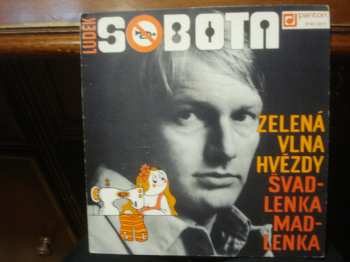 LUDĚK
SOBOTA
panton
ZELENÁ
VLNA
HVĚZDY
ŠVAD-
LENKA
MAD-
LENKA